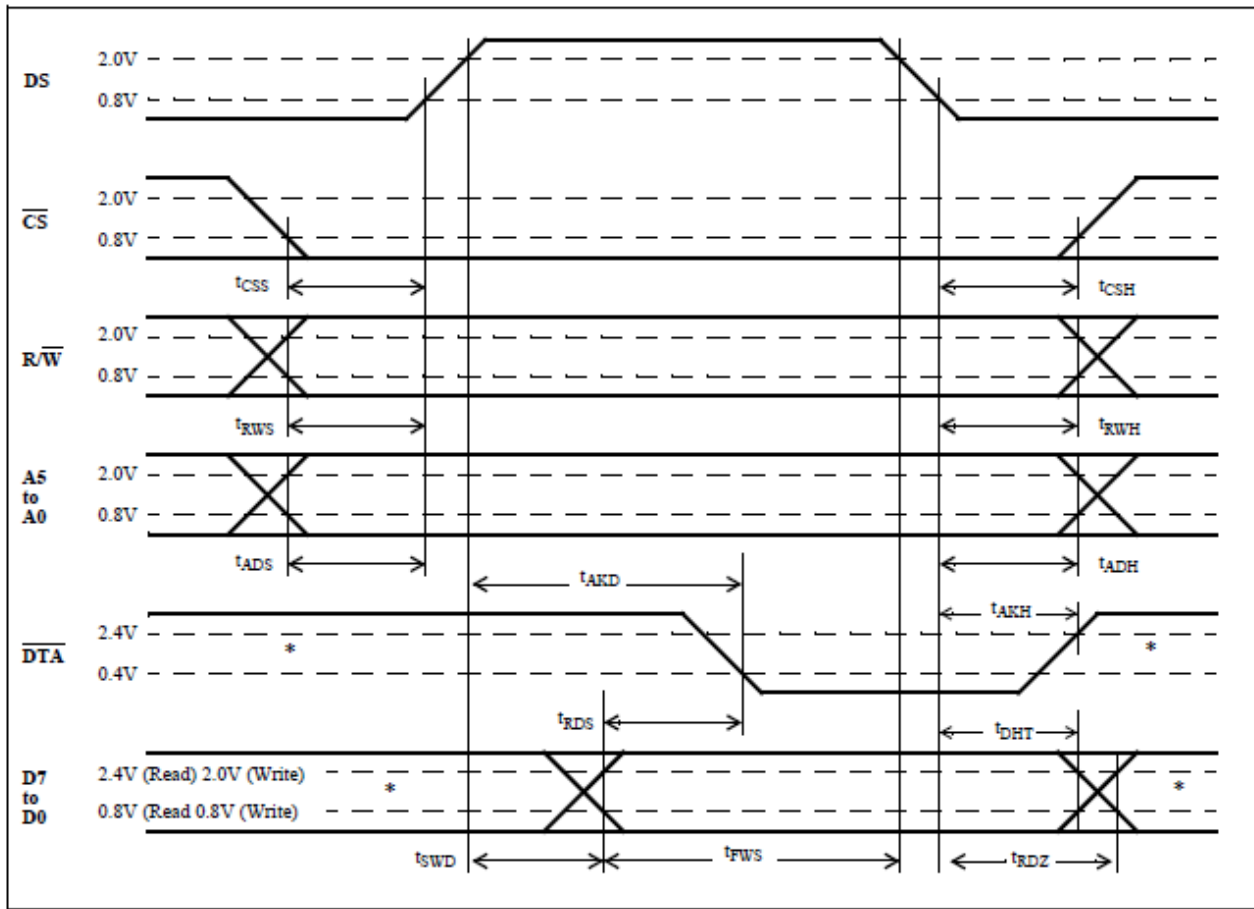 DS
2.0V
0.8V
CS
2.0V
0.8V
tCSS
tCSH
R/W
2.0V
0.8V
tRWS
tRWH
A5
to
A0
2.0V
0.8V
tADS
tADH
tAKD
tAKH
DTA
2.4V
0.4V
*
*
tRDS
tDHT
D7
to
D0
2.4V (Read) 2.0V (Write)
0.8V (Read 0.8V (Write)
*
*
tSWD
tFWS
tRDZ